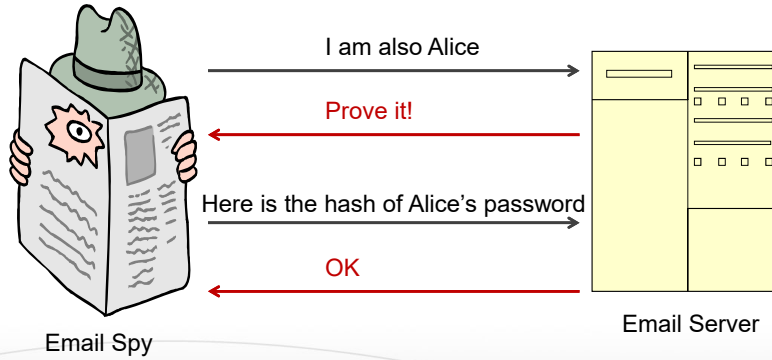 I am also Alice
Prove it!
Here is the hash of Alice’s password
OK
Email Server
Email Spy